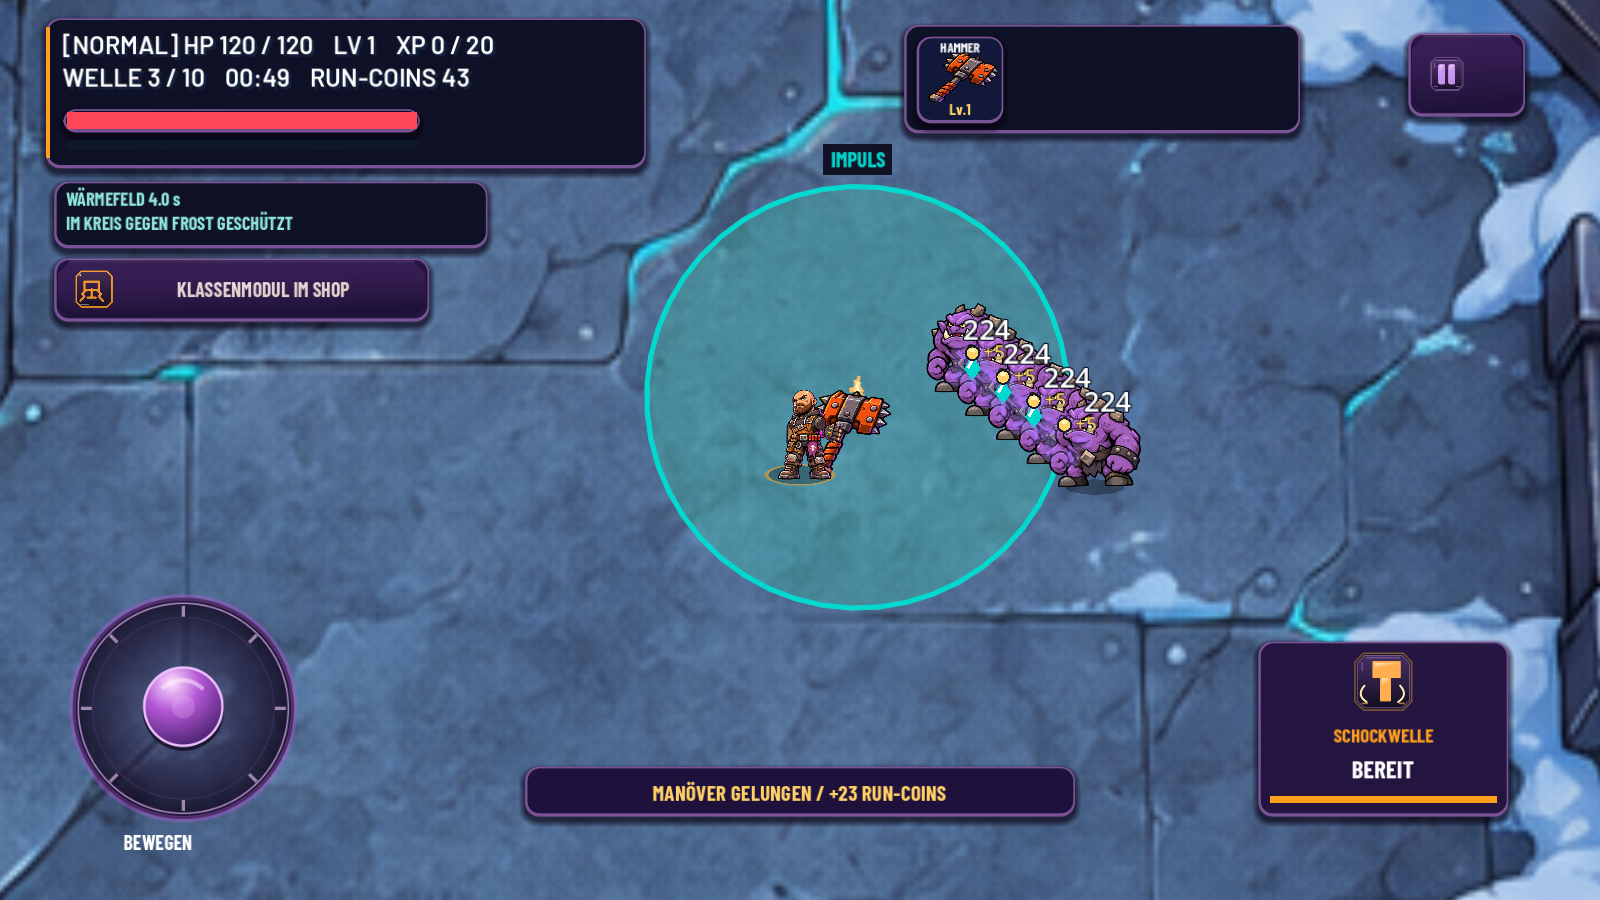 [NORMAL] HP 120 / 120 LV 1 XP 0 / 20
WELLE 3 / 10 00:49 RUN-COINS 43
HAMMER
Lv.1
IMPULS
WÄRMEFELD 4.0 s
IM KREIS GEGEN FROST GESCHÜTZT
KLASSENMODUL IM SHOP
224
+5
224
+5
224
+5
224
+5
SCHOCKWELLE
BEREIT
MANÖVER GELUNGEN / +23 RUN-COINS
BEWEGEN